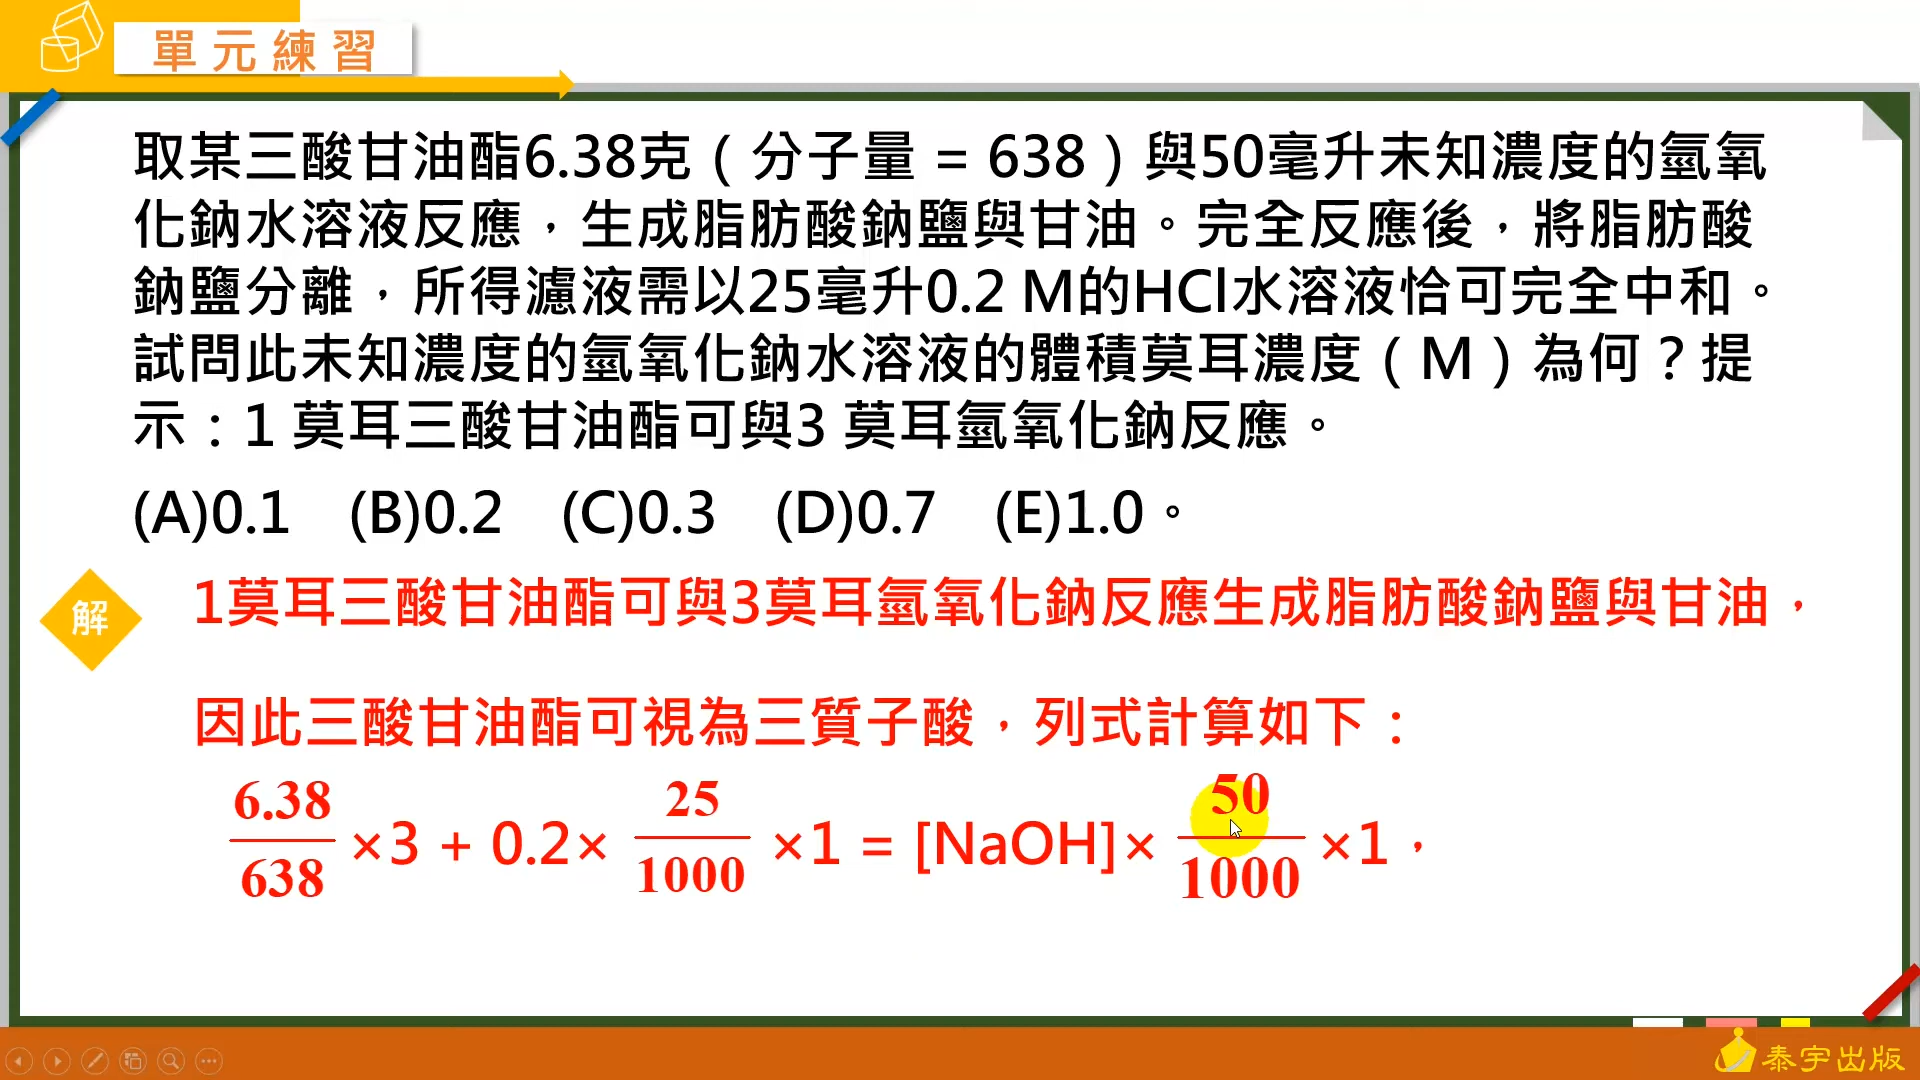 單元練習
取某三酸甘油酯6.38克（分子量 = 638）與50毫升未知濃度的氫氧
化鈉水溶液反應，生成脂肪酸鈉鹽與甘油。完全反應後，將脂肪酸
鈉鹽分離，所得濾液需以25毫升0.2 M的HCl水溶液恰可完全中和。
試問此未知濃度的氫氧化鈉水溶液的體積莫耳濃度（M）為何？提
示：1 莫耳三酸甘油酯可與3 莫耳氫氧化鈉反應。
(A)0.1 (B)0.2 (C)0.3 (D)0.7 (E)1.0。
解
1莫耳三酸甘油酯可與3莫耳氫氧化鈉反應生成脂肪酸鈉鹽與甘油，
因此三酸甘油酯可視為三質子酸，列式計算如下：
6.38/638 ×3 + 0.2× 25/1000 ×1 = [NaOH]× 50/1000 ×1，
泰宇出版